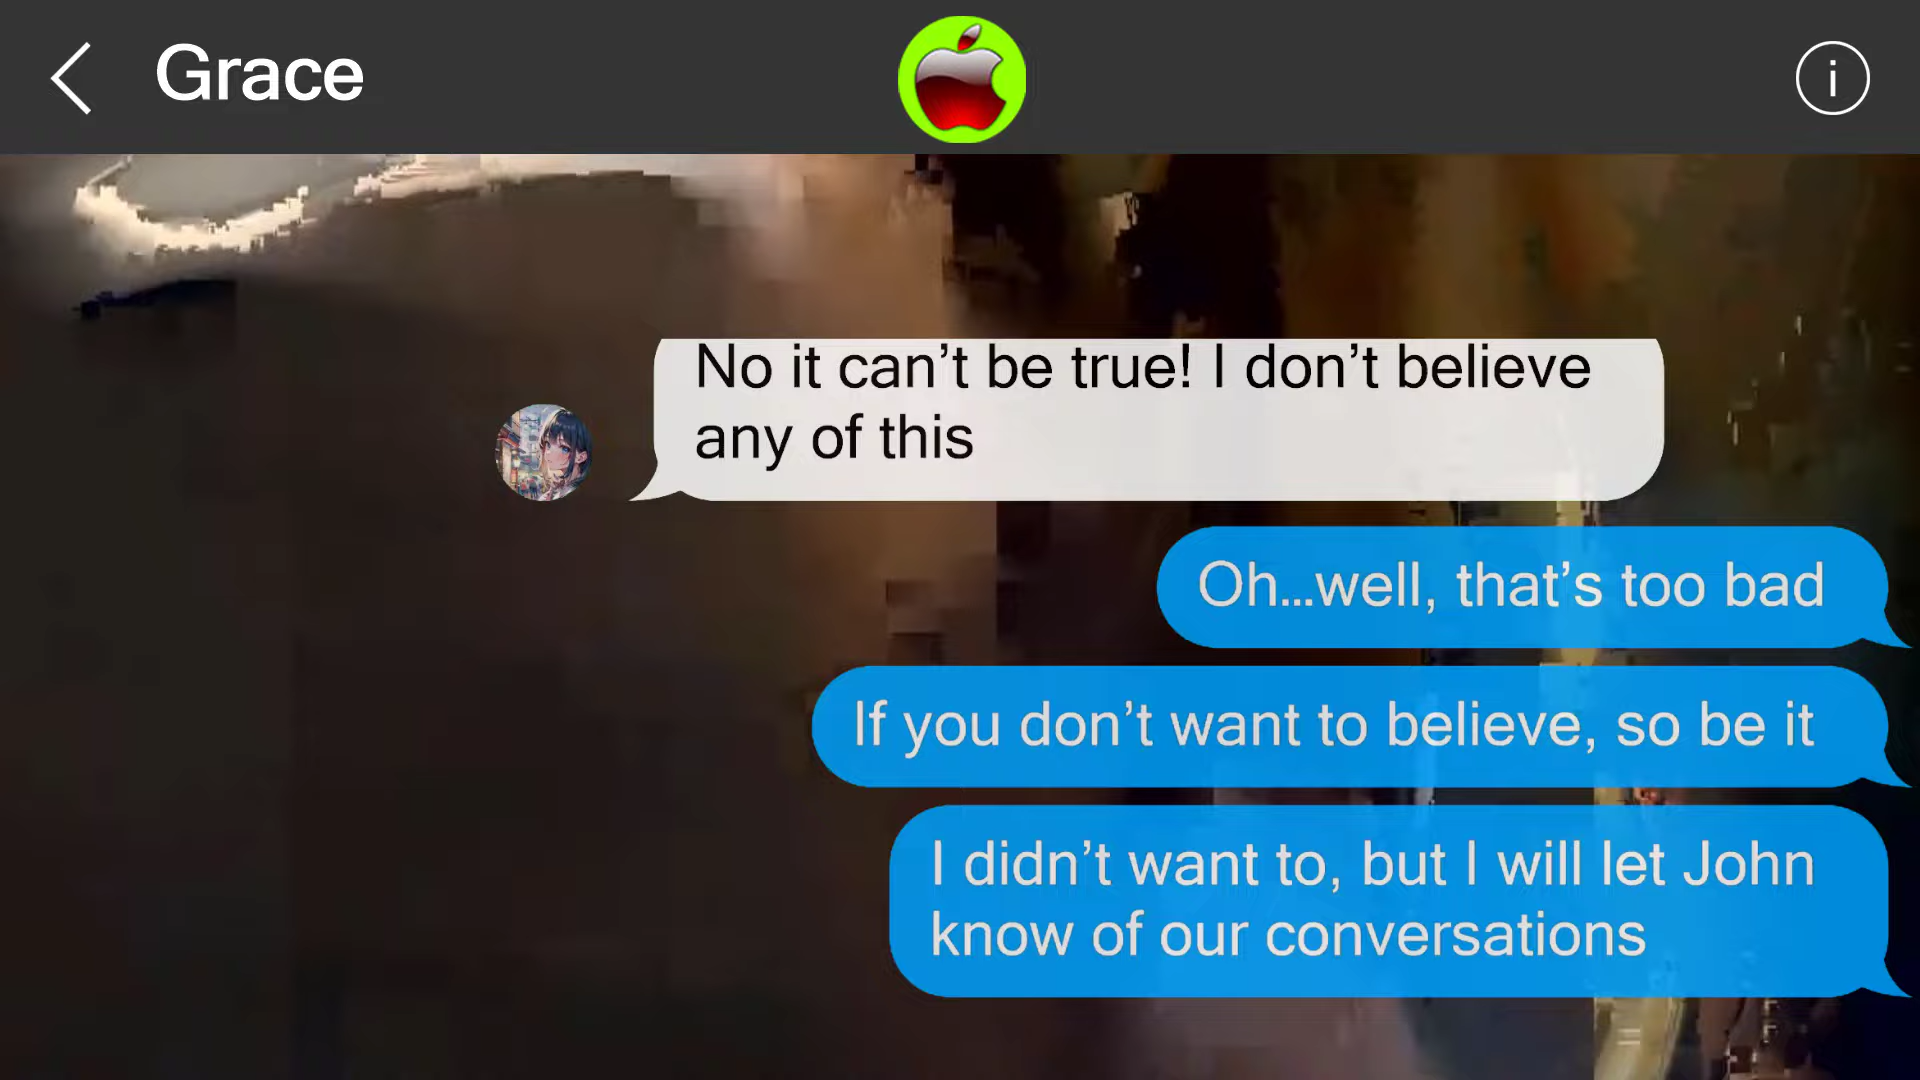 Grace
No it can’t be true! I don’t believe
any of this
Oh...well, that’s too bad
If you don’t want to believe, so be it
I didn’t want to, but I will let John
know of our conversations